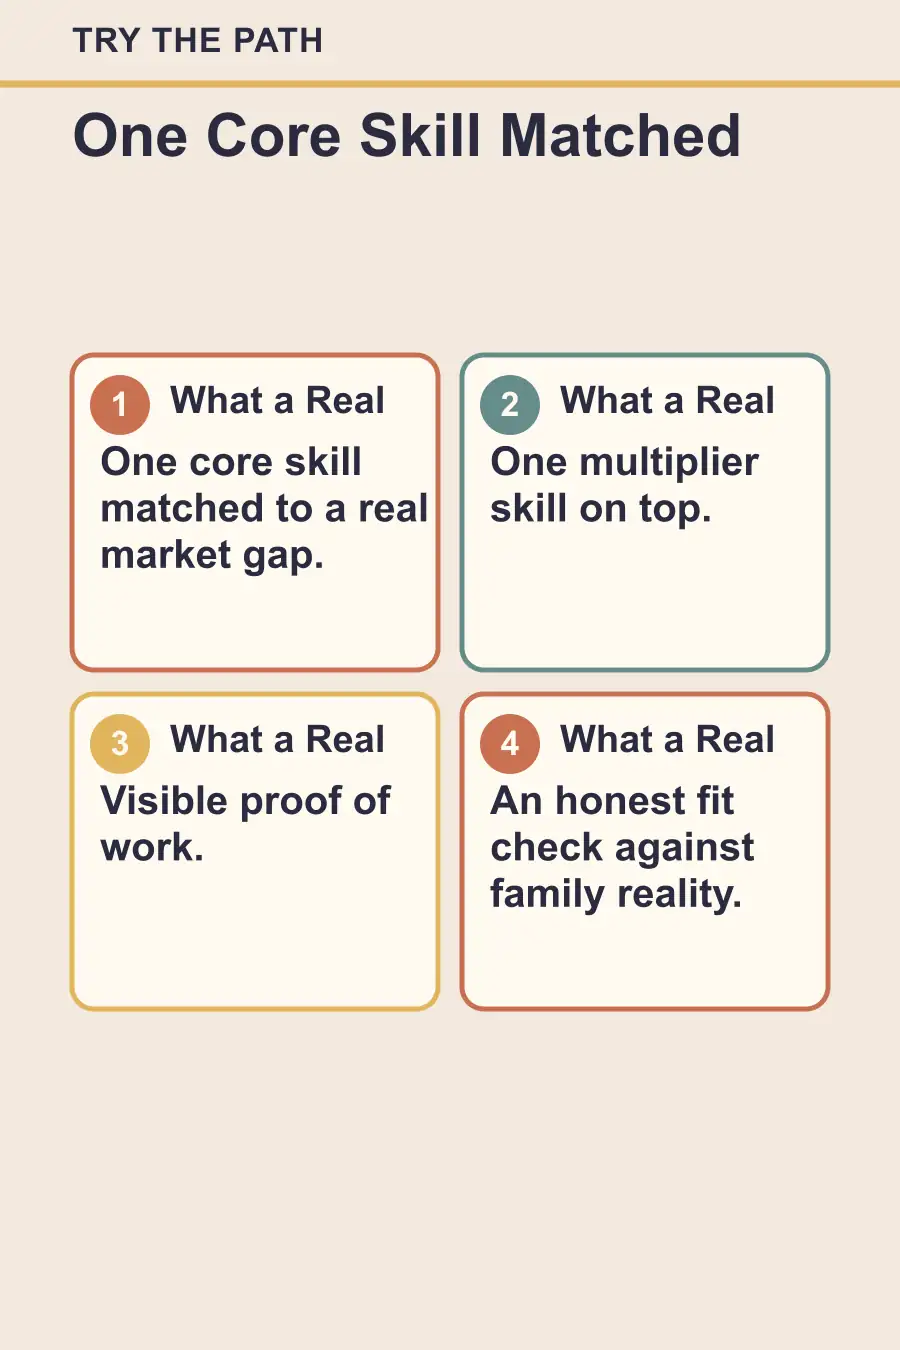 TRY THE PATH
One Core Skill Matched
1 What a Real
One core skill
matched to a real
market gap.
2 What a Real
One multiplier
skill on top.
3 What a Real
Visible proof of
work.
4 What a Real
An honest fit
check against
family reality.